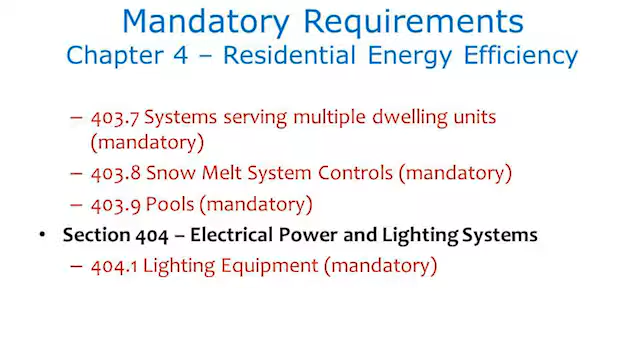 Mandatory Requirements
Chapter 4 – Residential Energy Efficiency
– 403.7 Systems serving multiple dwelling units
(mandatory)
– 403.8 Snow Melt System Controls (mandatory)
– 403.9 Pools (mandatory)
• Section 404 – Electrical Power and Lighting Systems
– 404.1 Lighting Equipment (mandatory)